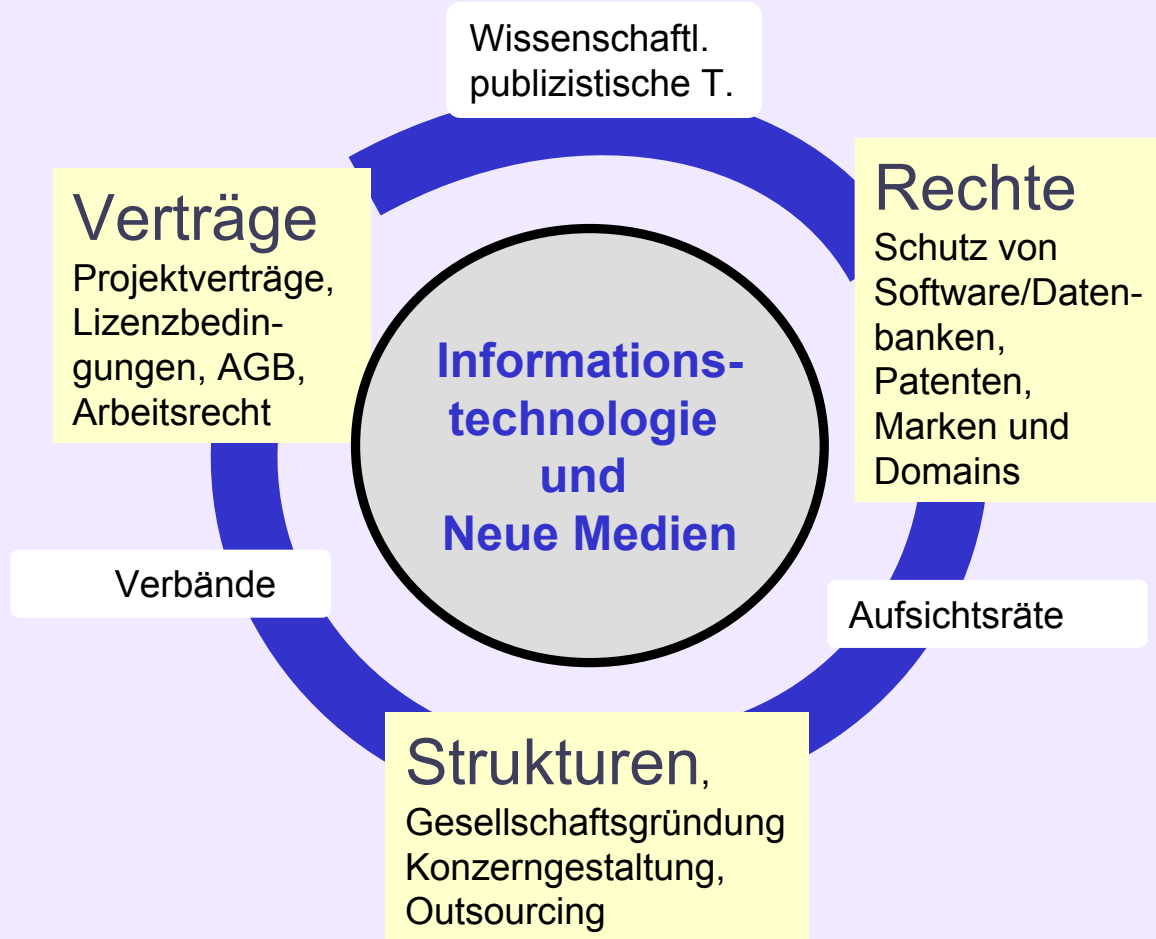 Wissenschaftl.
publizistische T.
Verträge
Projektverträge,
Lizenzbedin-
gungen, AGB,
Arbeitsrecht
Rechte
Schutz von
Software/Daten-
banken,
Patenten,
Marken und
Domains
Informations-
technologie
und
Neue Medien
Verbände
Aufsichtsräte
Strukturen,
Gesellschaftsgründung
Konzerngestaltung,
Outsourcing